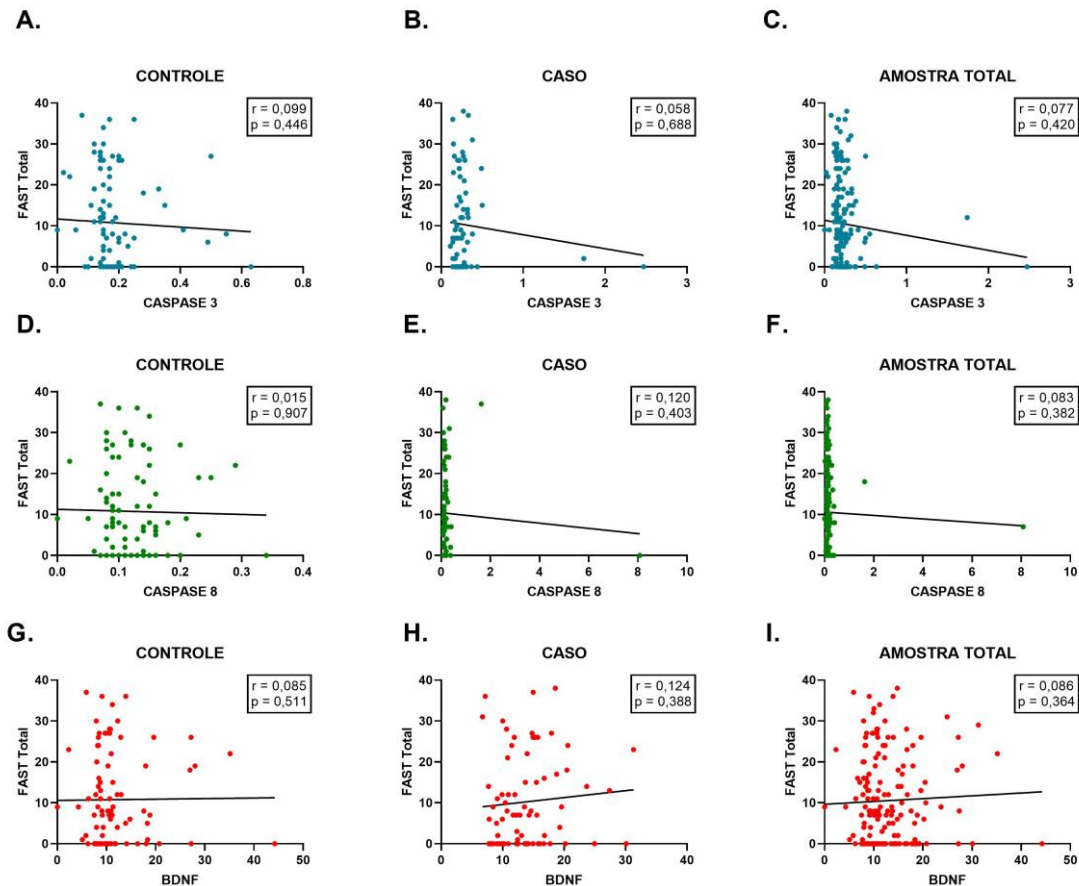 A.
CONTROLE
r = 0,099
p = 0,446
FAST Total
40
30
20
10
0
0.0 0.2 0.4 0.6 0.8
CASPASE 3
B.
CASO
r = 0,058
p = 0,688
FAST Total
40
30
20
10
0
0 1 2 3
CASPASE 3
C.
AMOSTRA TOTAL
r = 0,077
p = 0,420
FAST Total
40
30
20
10
0
0 1 2 3
CASPASE 3
D.
CONTROLE
r = 0,015
p = 0,907
FAST Total
40
30
20
10
0
0.0 0.1 0.2 0.3 0.4
CASPASE 8
E.
CASO
r = 0,120
p = 0,403
FAST Total
40
30
20
10
0
0 2 4 6 8 10
CASPASE 8
F.
AMOSTRA TOTAL
r = 0,083
p = 0,382
FAST Total
40
30
20
10
0
0 2 4 6 8 10
CASPASE 8
G.
CONTROLE
r = 0,085
p = 0,511
FAST Total
40
30
20
10
0
0 10 20 30 40 50
BDNF
H.
CASO
r = 0,124
p = 0,388
FAST Total
40
30
20
10
0
0 10 20 30 40
BDNF
I.
AMOSTRA TOTAL
r = 0,086
p = 0,364
FAST Total
40
30
20
10
0
0 10 20 30 40 50
BDNF